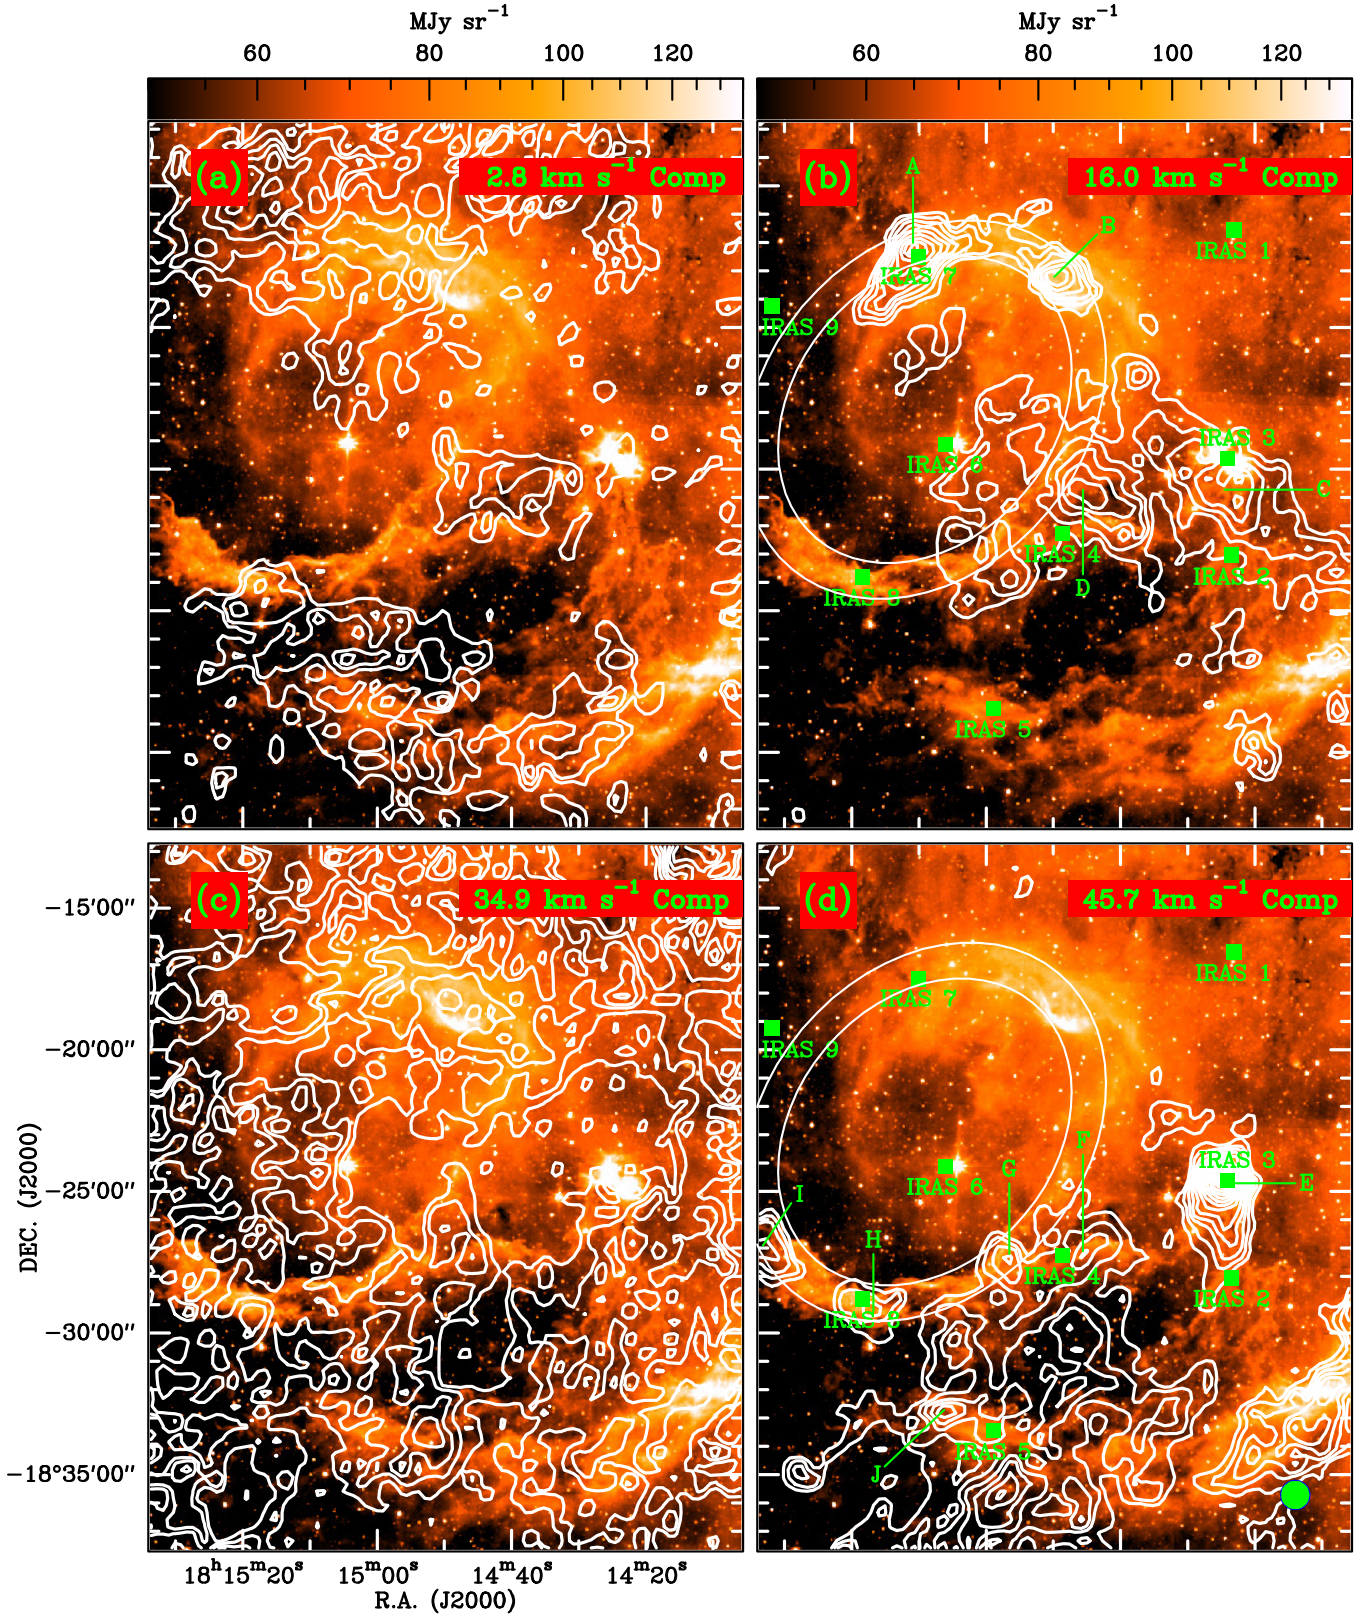 MJy sr⁻¹ MJy sr⁻¹
60 80 100 120 60 80 100 120
(a) 2.8 km s⁻¹ Comp
(b) 16.0 km s⁻¹ Comp
A
B
IRAS 1
IRAS 7
IRAS 9
IRAS 3
IRAS 6
C
IRAS 4
IRAS 2
D
IRAS 8
IRAS 5
(c) 34.9 km s⁻¹ Comp
(d) 45.7 km s⁻¹ Comp
IRAS 1
IRAS 7
IRAS 9
F
IRAS 3
G
IRAS 6
E
I
H
IRAS 4
IRAS 2
IRAS 8
IRAS 5
J
−15′00″
−20′00″
−25′00″
−30′00″
−18°35′00″
DEC. (J2000)
18ʰ15ᵐ20ˢ 15ᵐ00ˢ 14ᵐ40ˢ 14ᵐ20ˢ
R.A. (J2000)